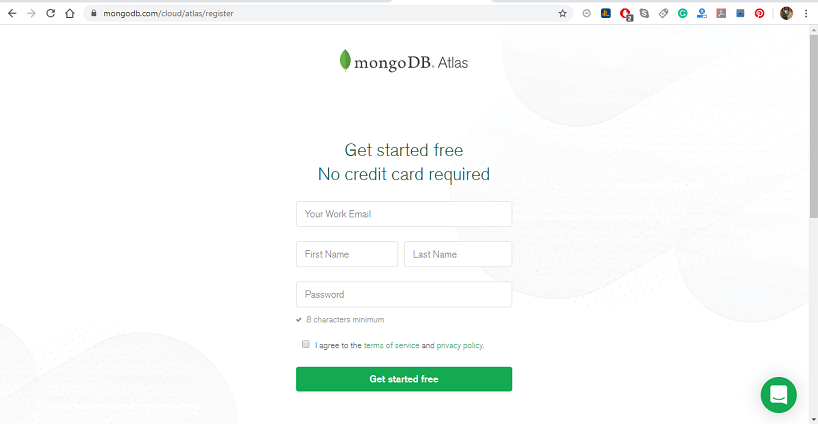 mongodb.com/cloud/atlas/register
2
mongoDB. Atlas
Get started free
No credit card required
Your Work Email
First Name Last Name
Password
8 characters minimum
I agree to the terms of service and privacy policy.
Get started free